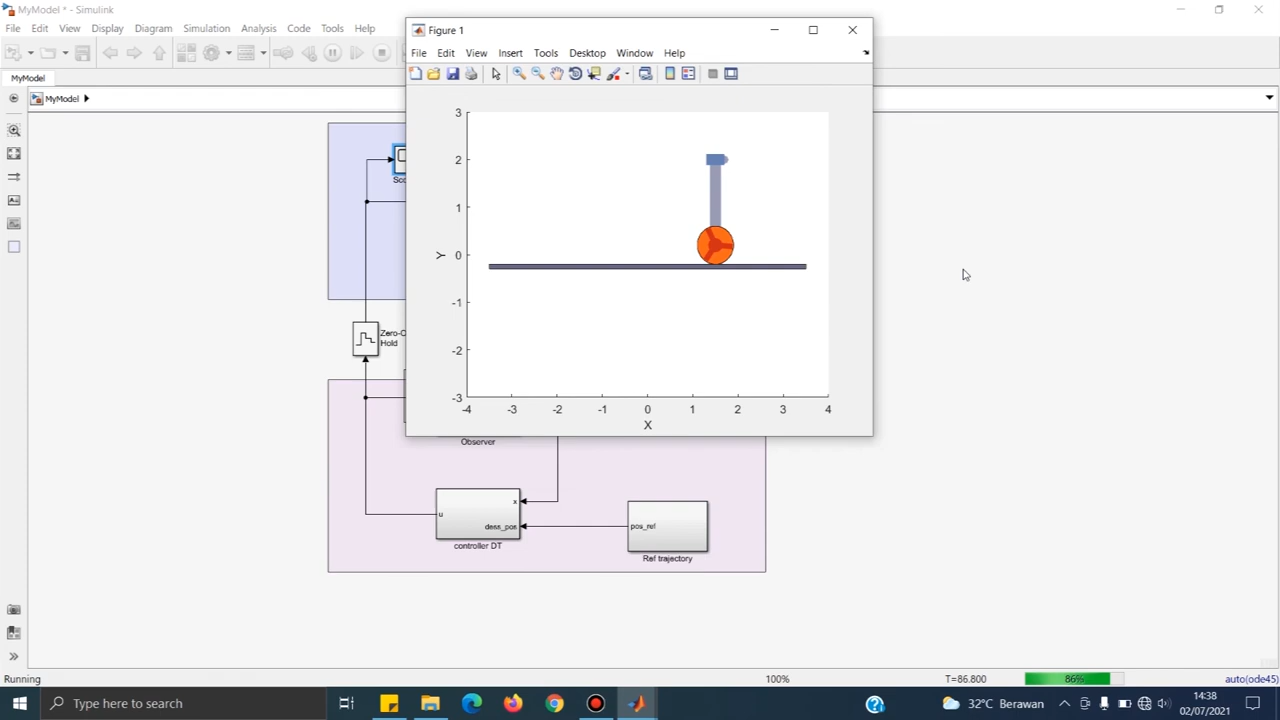 MyModel * - Simulink
File Edit View Display Diagram Simulation Analysis Code Tools Help
MyModel
MyModel
Figure 1
File Edit View Insert Tools Desktop Window Help
3
2
1
0
-1
-2
-3
-4 -3 -2 -1 0 1 2 3 4
X
Y
Zero-O
Hold
Observer
x
u
dess_pos
controller DT
pos_ref
Ref trajectory
Running
100%
T=86.800
86%
auto(ode45)
Type here to search
32°C Berawan
14:38
02/07/2021